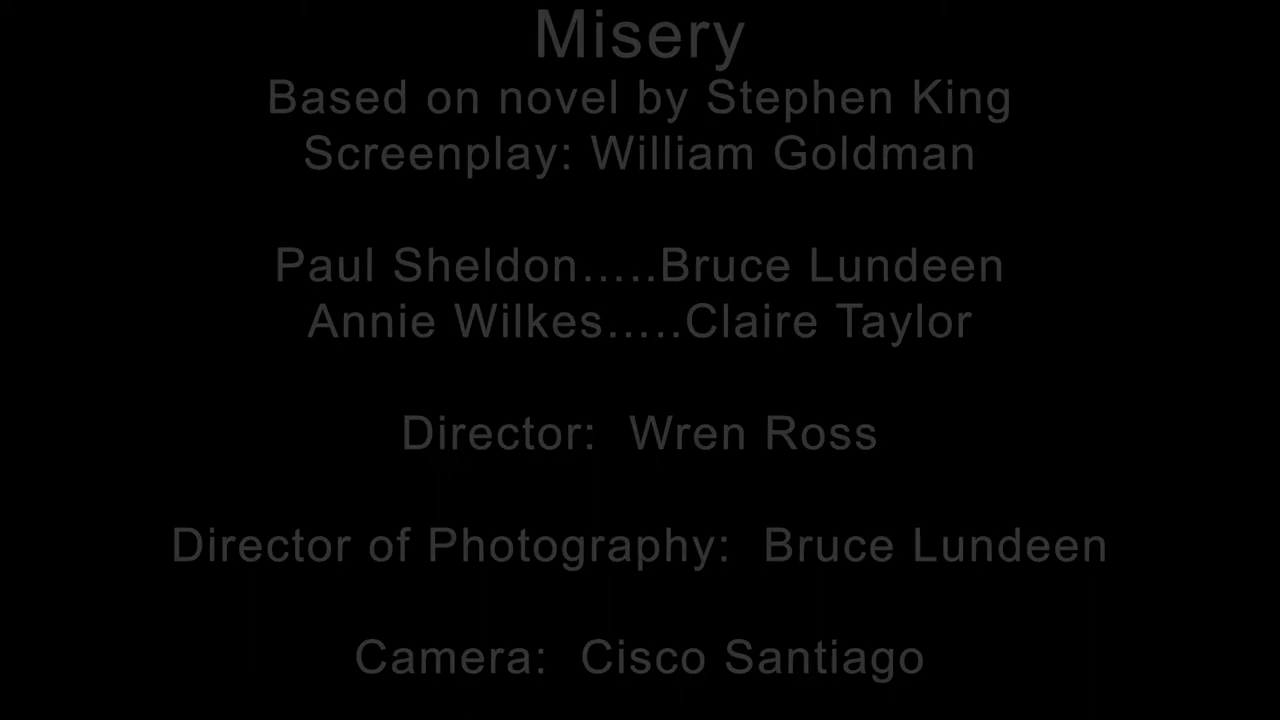 Misery
Based on novel by Stephen King
Screenplay: William Goldman
Paul Sheldon…..Bruce Lundeen
Annie Wilkes…..Claire Taylor
Director:  Wren Ross
Director of Photography:  Bruce Lundeen
Camera:  Cisco Santiago